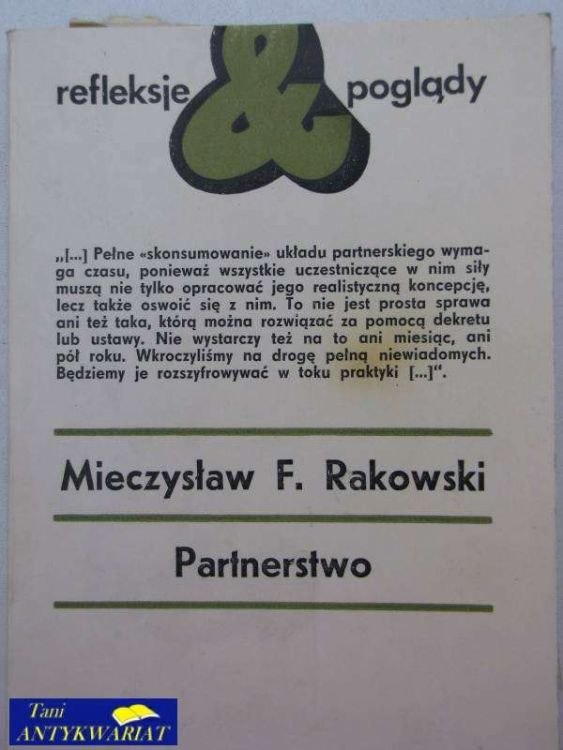 refleksje & poglądy
„[...] Pełne «skonsumowanie» układu partnerskiego wyma-
ga czasu, ponieważ wszystkie uczestniczące w nim siły
muszą nie tylko opracować jego realistyczną koncepcję,
lecz także oswoić się z nim. To nie jest prosta sprawa
ani też taka, którą można rozwiązać za pomocą dekretu
lub ustawy. Nie wystarczy też na to ani miesiąc, ani
pół roku. Wkroczyliśmy na drogę pełną niewiadomych.
Będziemy je rozszyfrowywać w toku praktyki [...]“.
Mieczysław F. Rakowski
Partnerstwo
Tani
ANTYKWARIAT